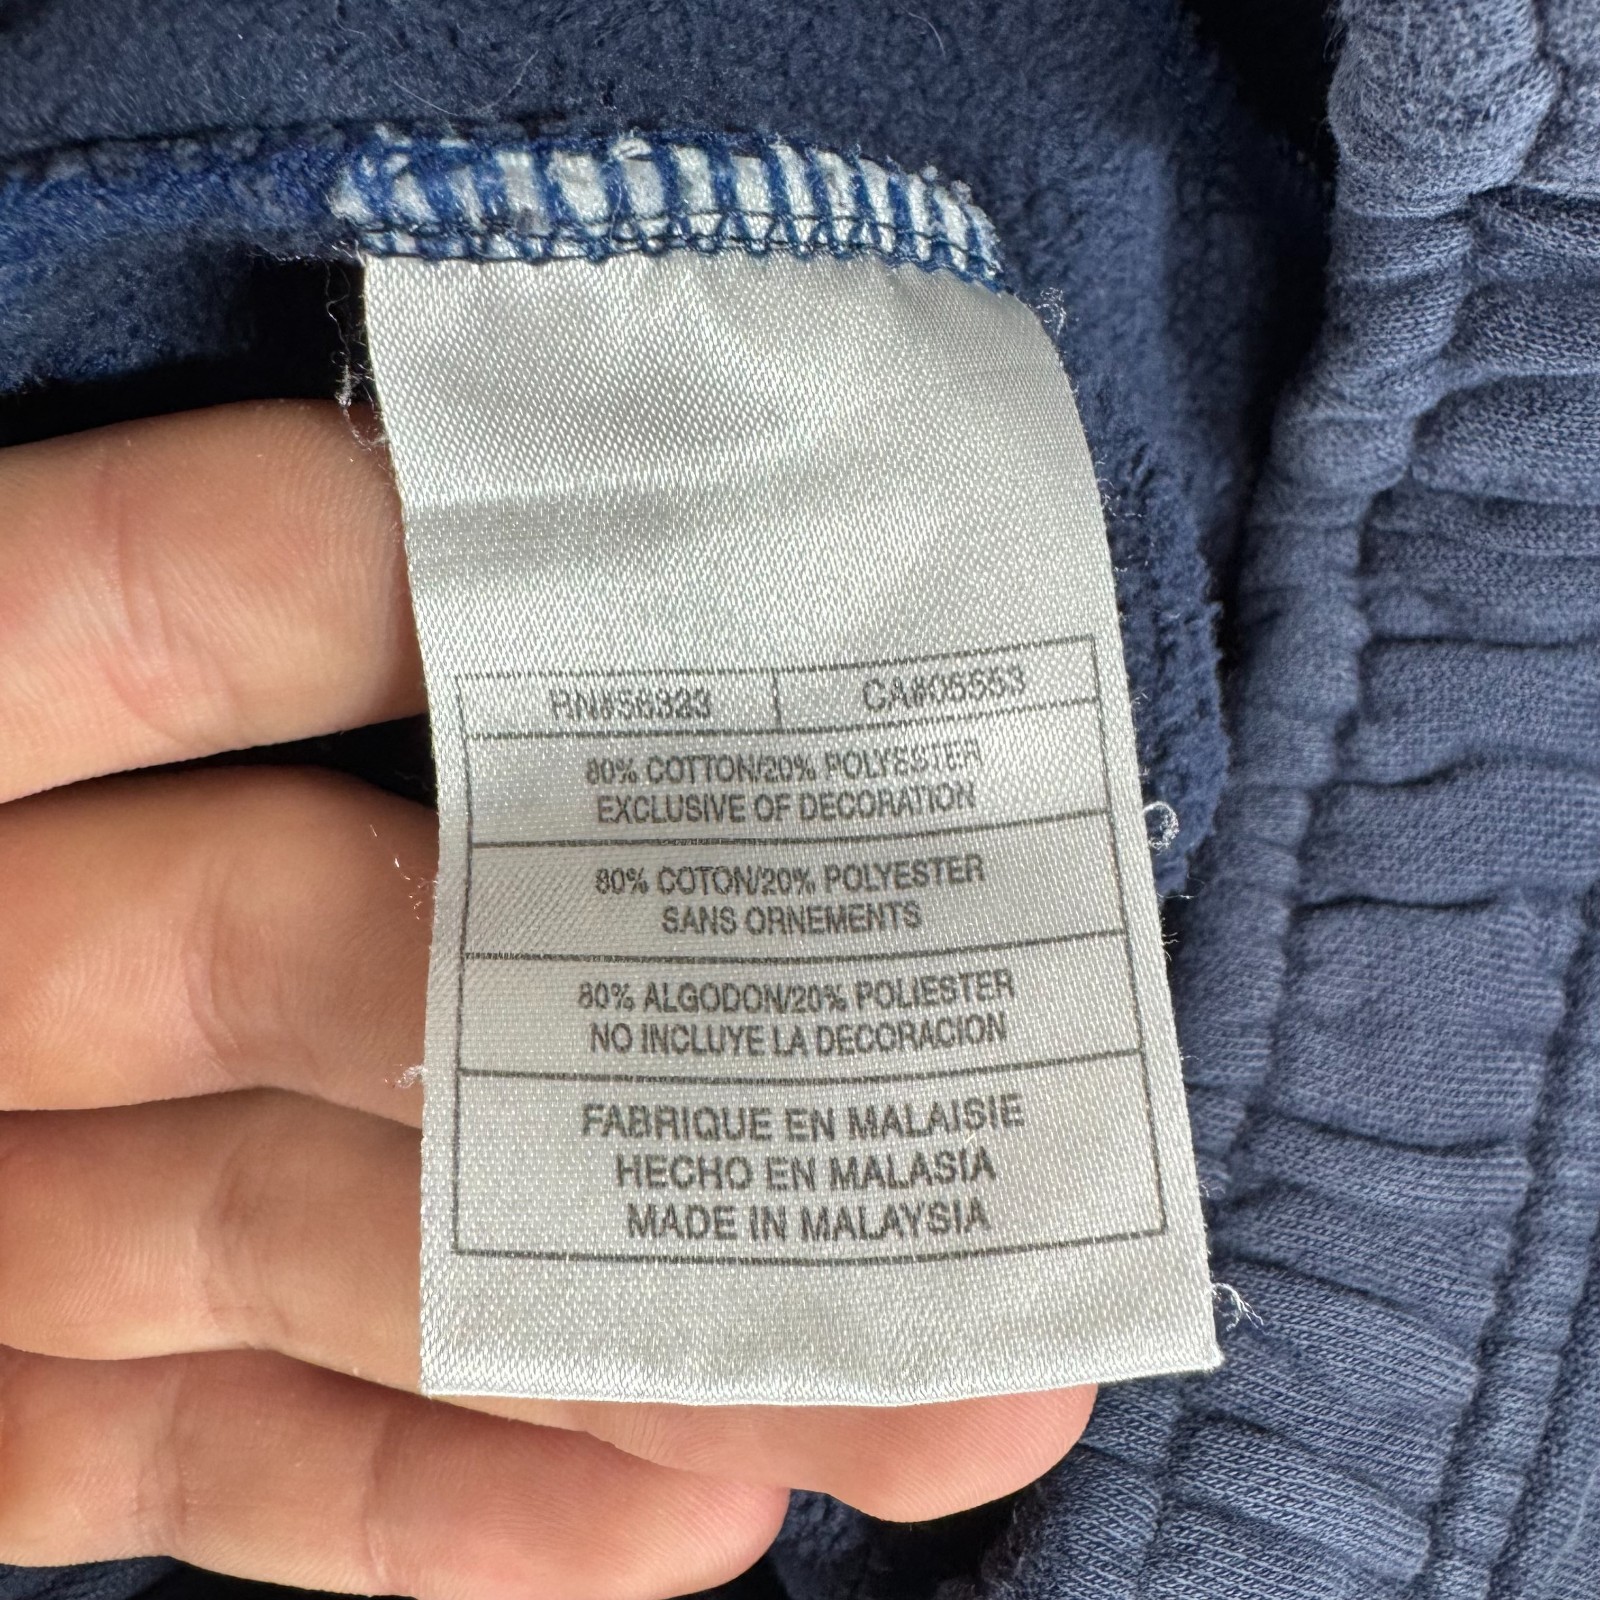 RN#56323 CA#05553
80% COTTON/20% POLYESTER
EXCLUSIVE OF DECORATION
80% COTON/20% POLYESTER
SANS ORNEMENTS
80% ALGODON/20% POLIESTER
NO INCLUYE LA DECORACION
FABRIQUE EN MALAISIE
HECHO EN MALASIA
MADE IN MALAYSIA